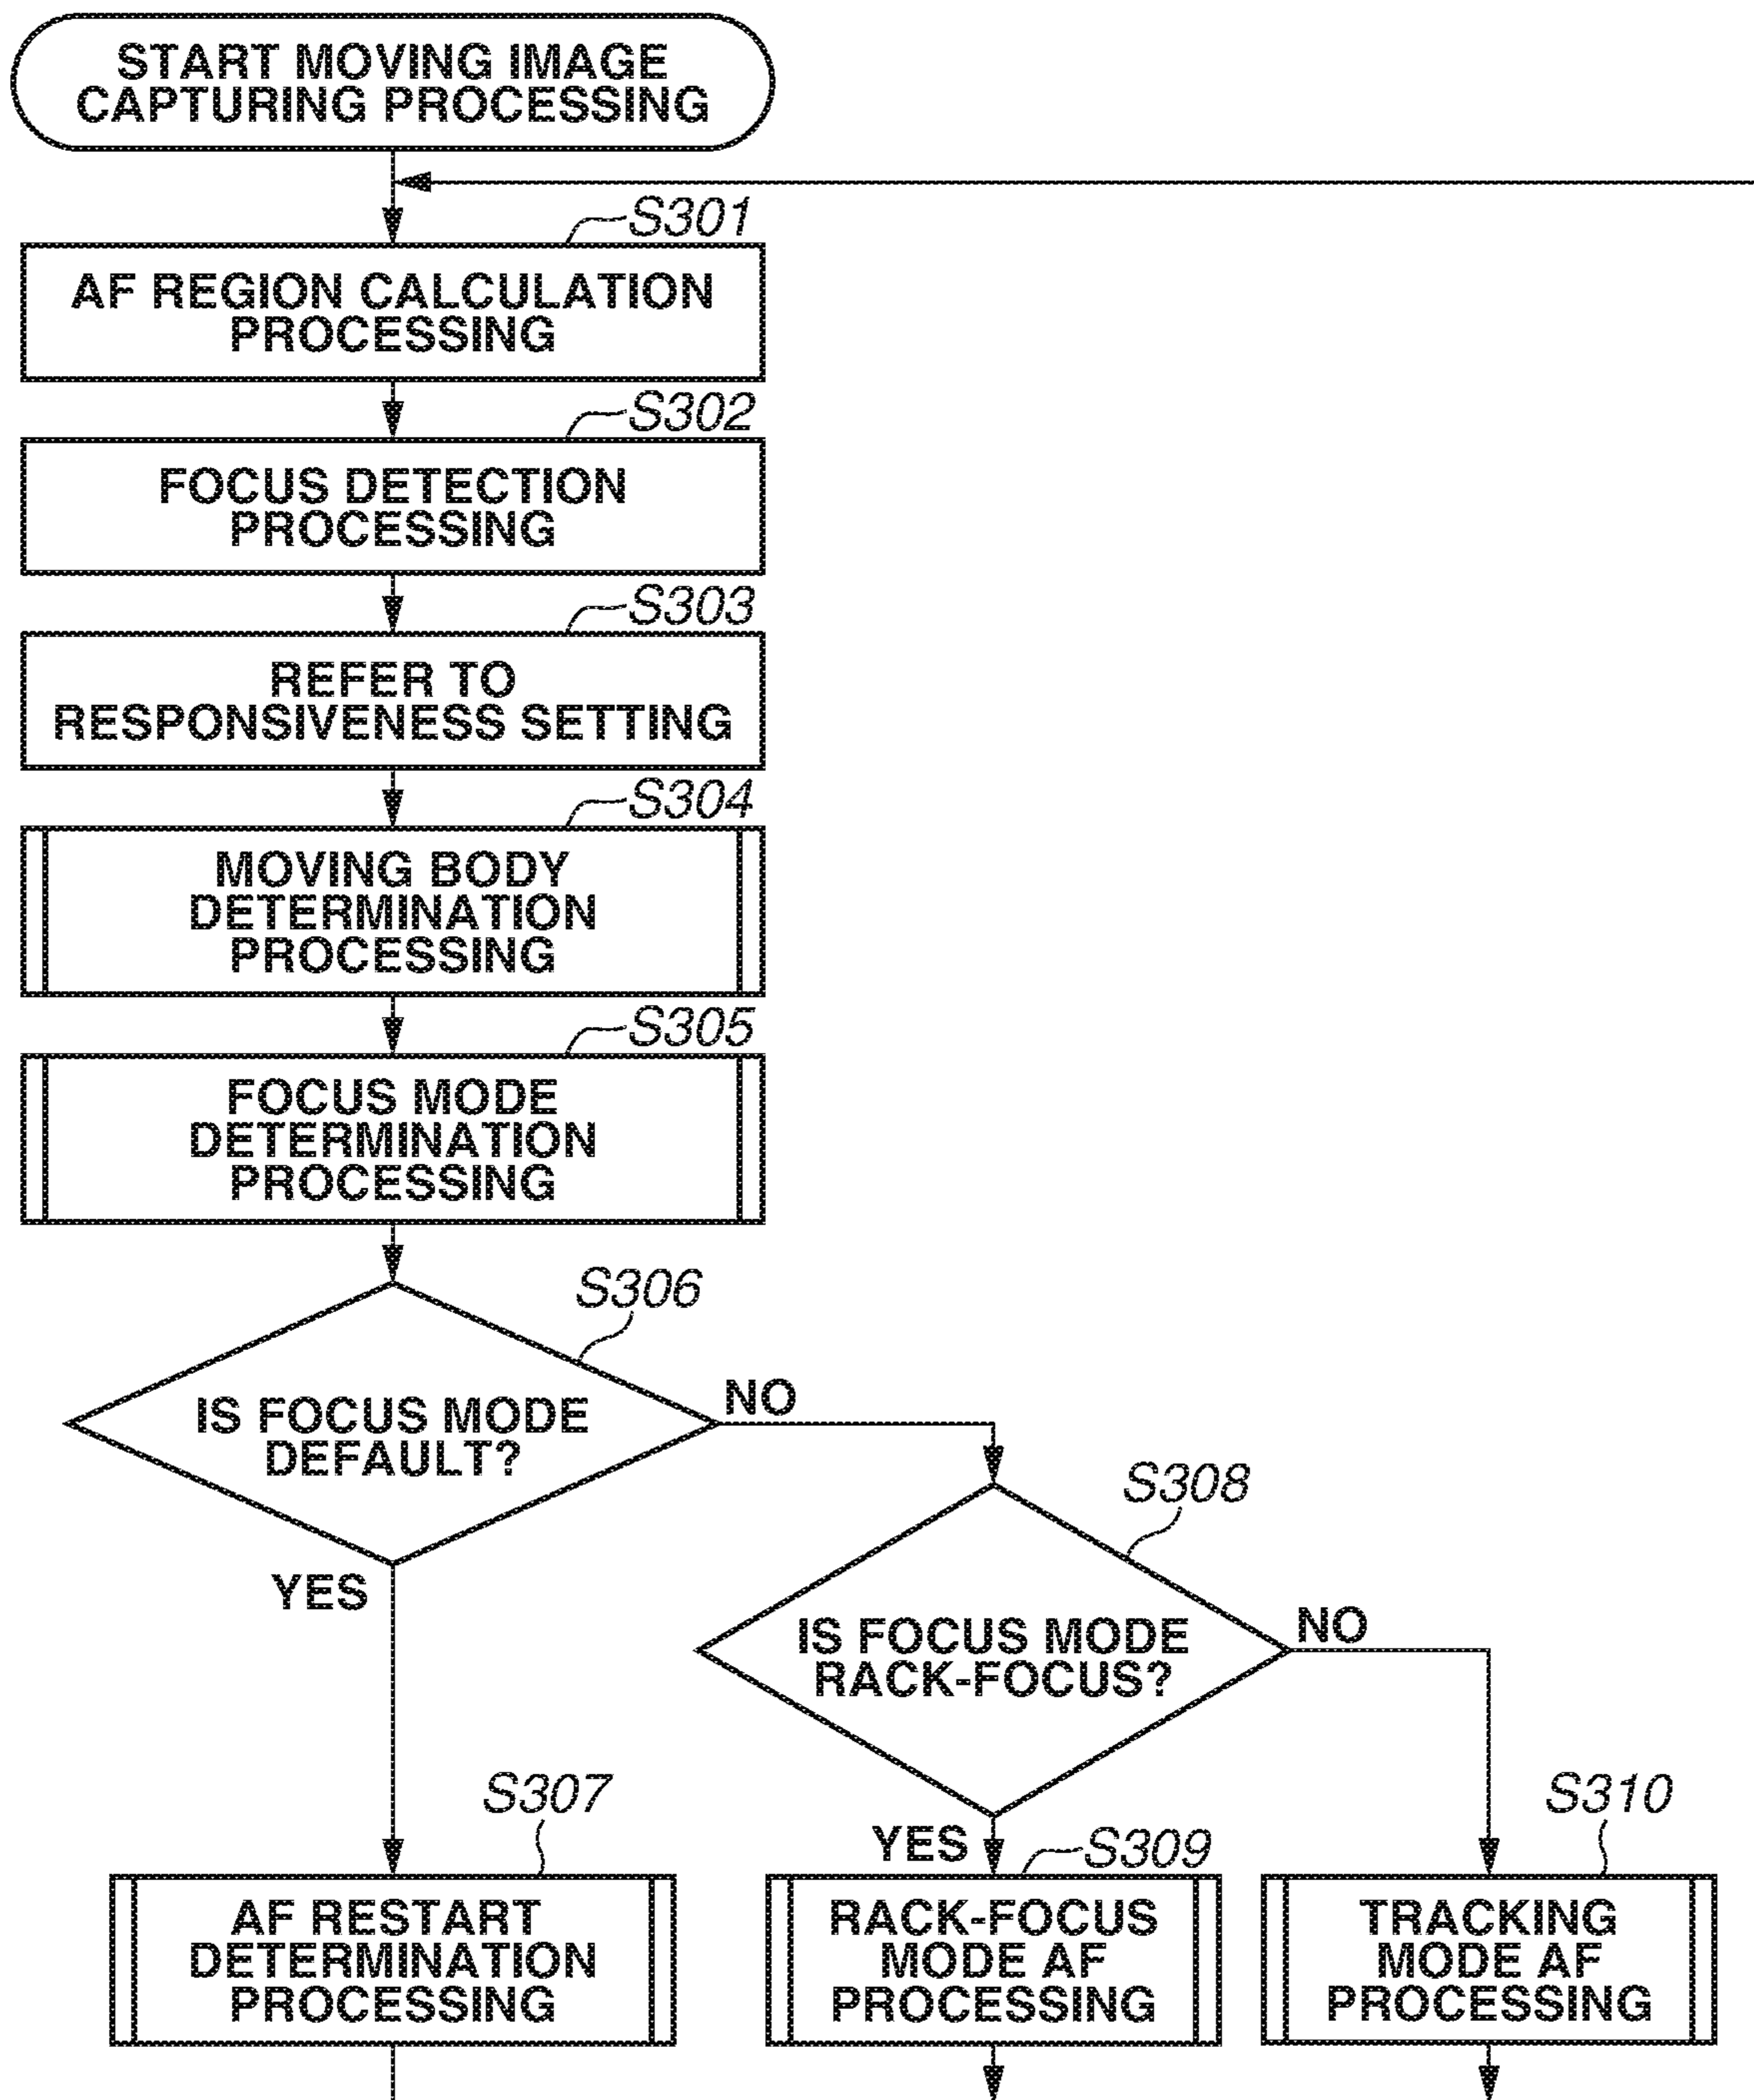 START MOVING IMAGE
CAPTURING PROCESSING
S301
AF REGION CALCULATION
PROCESSING
S302
FOCUS DETECTION
PROCESSING
S303
REFER TO
RESPONSIVENESS SETTING
S304
MOVING BODY
DETERMINATION
PROCESSING
S305
FOCUS MODE
DETERMINATION
PROCESSING
S306
IS FOCUS MODE
DEFAULT?
NO
YES
S308
IS FOCUS MODE
RACK-FOCUS?
NO
YES
S307
AF RESTART
DETERMINATION
PROCESSING
S309
RACK-FOCUS
MODE AF
PROCESSING
S310
TRACKING
MODE AF
PROCESSING